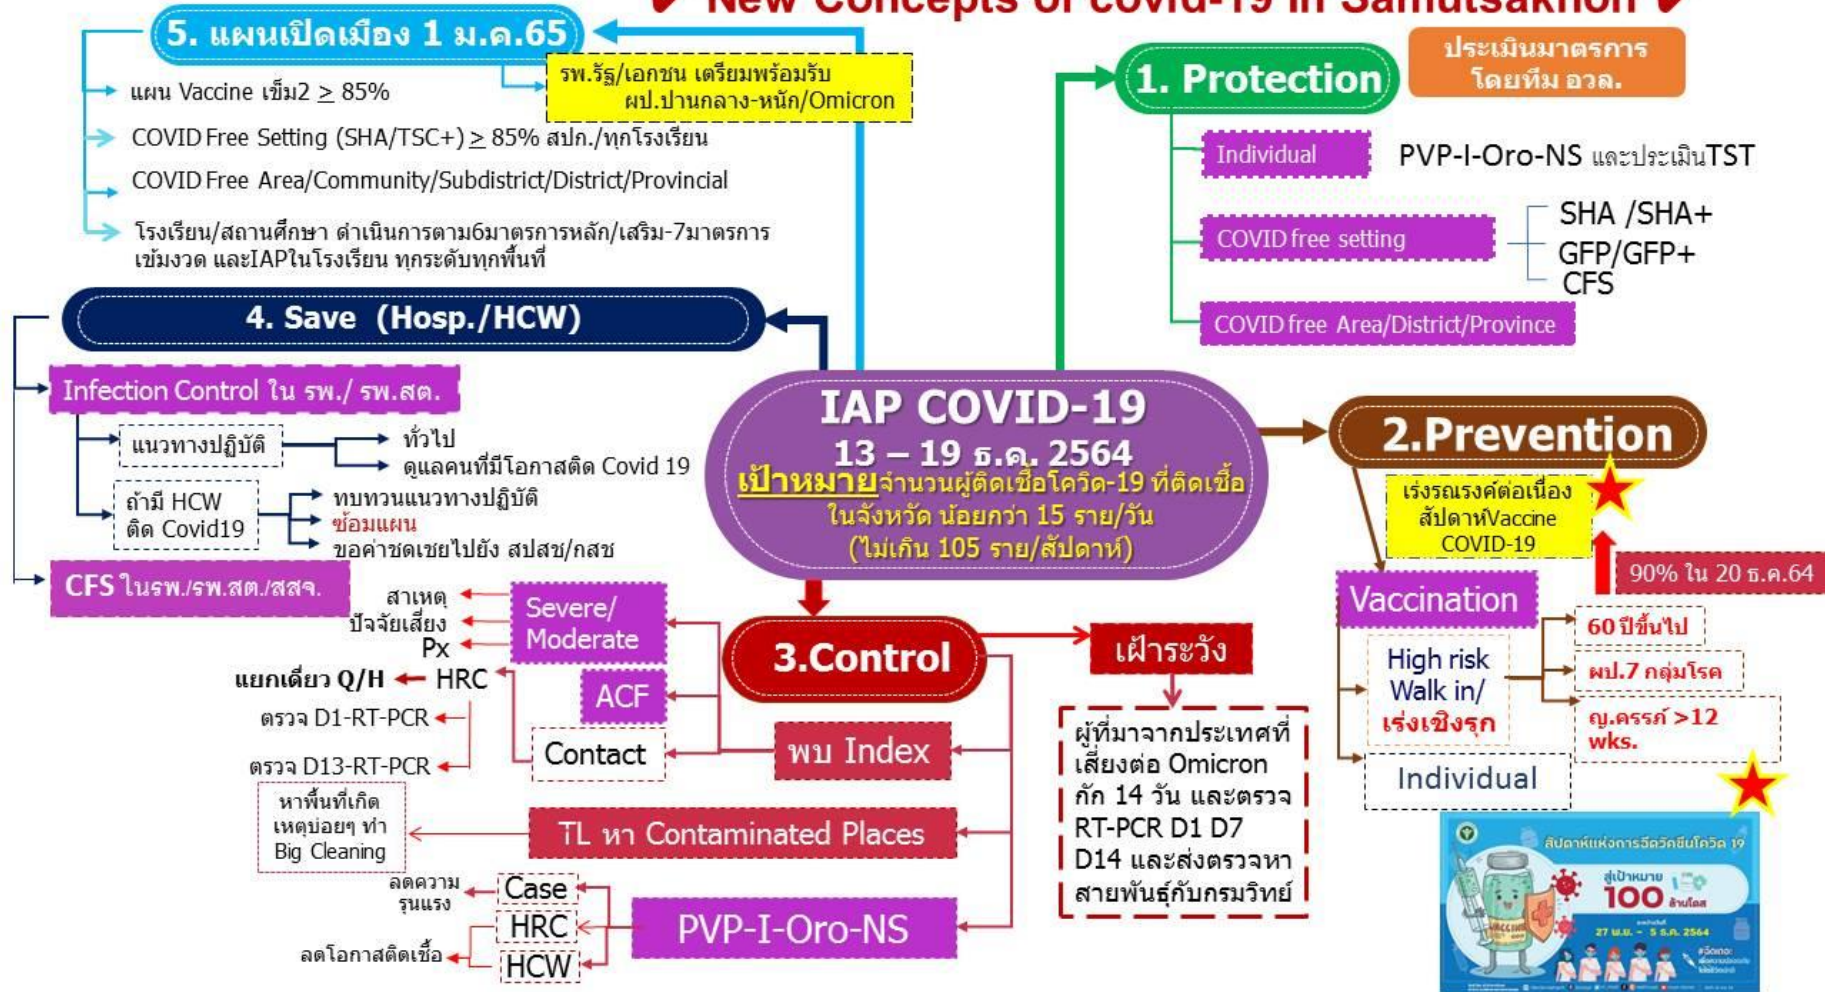 ✔ New Concepts of covid-19 in Samutsakhon ✔
5. แผนเปิดเมือง 1 ม.ค.65
รพ.รัฐ/เอกชน เตรียมพร้อมรับ
ผป.ปานกลาง-หนัก/Omicron
แผน Vaccine เข็ม2 ≥ 85%
COVID Free Setting (SHA/TSC+) ≥ 85% สปก./ทุกโรงเรียน
COVID Free Area/Community/Subdistrict/District/Provincial
โรงเรียน/สถานศึกษา ดำเนินการตาม6มาตรการหลัก/เสริม-7มาตรการ
เข้มงวด และIAPในโรงเรียน ทุกระดับทุกพื้นที่
1. Protection
ประเมินมาตรการ
โดยทีม อวล.
Individual
PVP-I-Oro-NS และประเมินTST
COVID free setting
SHA /SHA+
GFP/GFP+
CFS
COVID free Area/District/Province
4. Save (Hosp./HCW)
Infection Control ใน รพ./ รพ.สต.
แนวทางปฏิบัติ
ทั่วไป
ดูแลคนที่มีโอกาสติด Covid 19
ถ้ามี HCW
ติด Covid19
ทบทวนแนวทางปฏิบัติ
ซ้อมแผน
ขอค่าชดเชยไปยัง สปสช/กสช
CFS ในรพ./รพ.สต./สสจ.
IAP COVID-19
13 – 19 ธ.ค. 2564
เป้าหมายจำนวนผู้ติดเชื้อโควิด-19 ที่ติดเชื้อ
ในจังหวัด น้อยกว่า 15 ราย/วัน
(ไม่เกิน 105 ราย/สัปดาห์)
2.Prevention
เร่งรณรงค์ต่อเนื่อง
สัปดาห์Vaccine
COVID-19
90% ใน 20 ธ.ค.64
Vaccination
High risk
Walk in/
เร่งเชิงรุก
60 ปีขึ้นไป
ผป.7 กลุ่มโรค
ญ.ครรภ์ >12
wks.
Individual
3.Control
เฝ้าระวัง
ผู้ที่มาจากประเทศที่
เสี่ยงต่อ Omicron
กัก 14 วัน และตรวจ
RT-PCR D1 D7
D14 และส่งตรวจหา
สายพันธุ์กับกรมวิทย์
Severe/
Moderate
สาเหตุ
ปัจจัยเสี่ยง
Px
ACF
พบ Index
Contact
HRC
แยกเดี่ยว Q/H
ตรวจ D1-RT-PCR
ตรวจ D13-RT-PCR
TL หา Contaminated Places
หาพื้นที่เกิด
เหตุบ่อยๆ ทำ
Big Cleaning
PVP-I-Oro-NS
Case
HRC
HCW
ลดความ
รุนแรง
ลดโอกาสติดเชื้อ
สัปดาห์แห่งการฉีดวัคซีนโควิด 19
สู่เป้าหมาย
100 ล้านโดส
27 พ.ย. - 5 ธ.ค. 2564
VACCINE